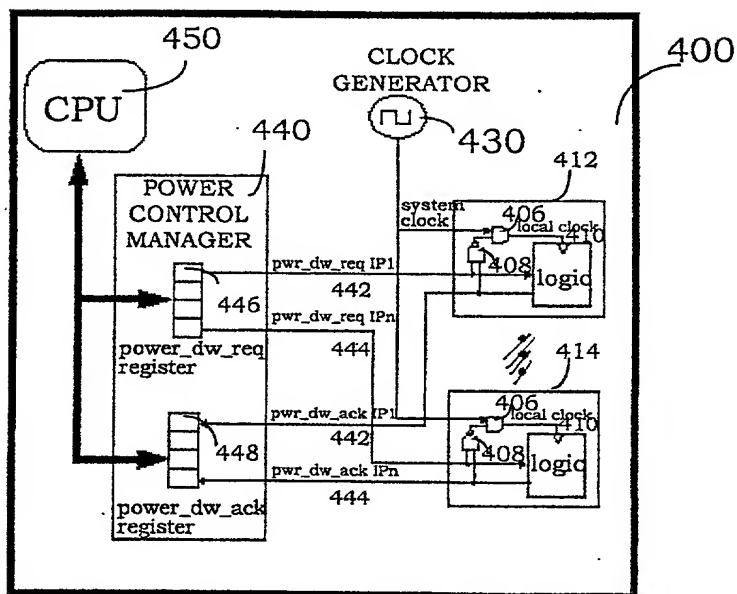 450
CPU
CLOCK
GENERATOR
430
400
440
POWER
CONTROL
MANAGER
446
power_dw_req
register
448
power_dw_ack
register
pwr_dw_req IP1
442
pwr_dw_req IPn
444
pwr_dw_ack IP1
442
pwr_dw_ack IPn
444
system
clock
412
406
local clock
410
408
logic
414
406
local clock
410
408
logic